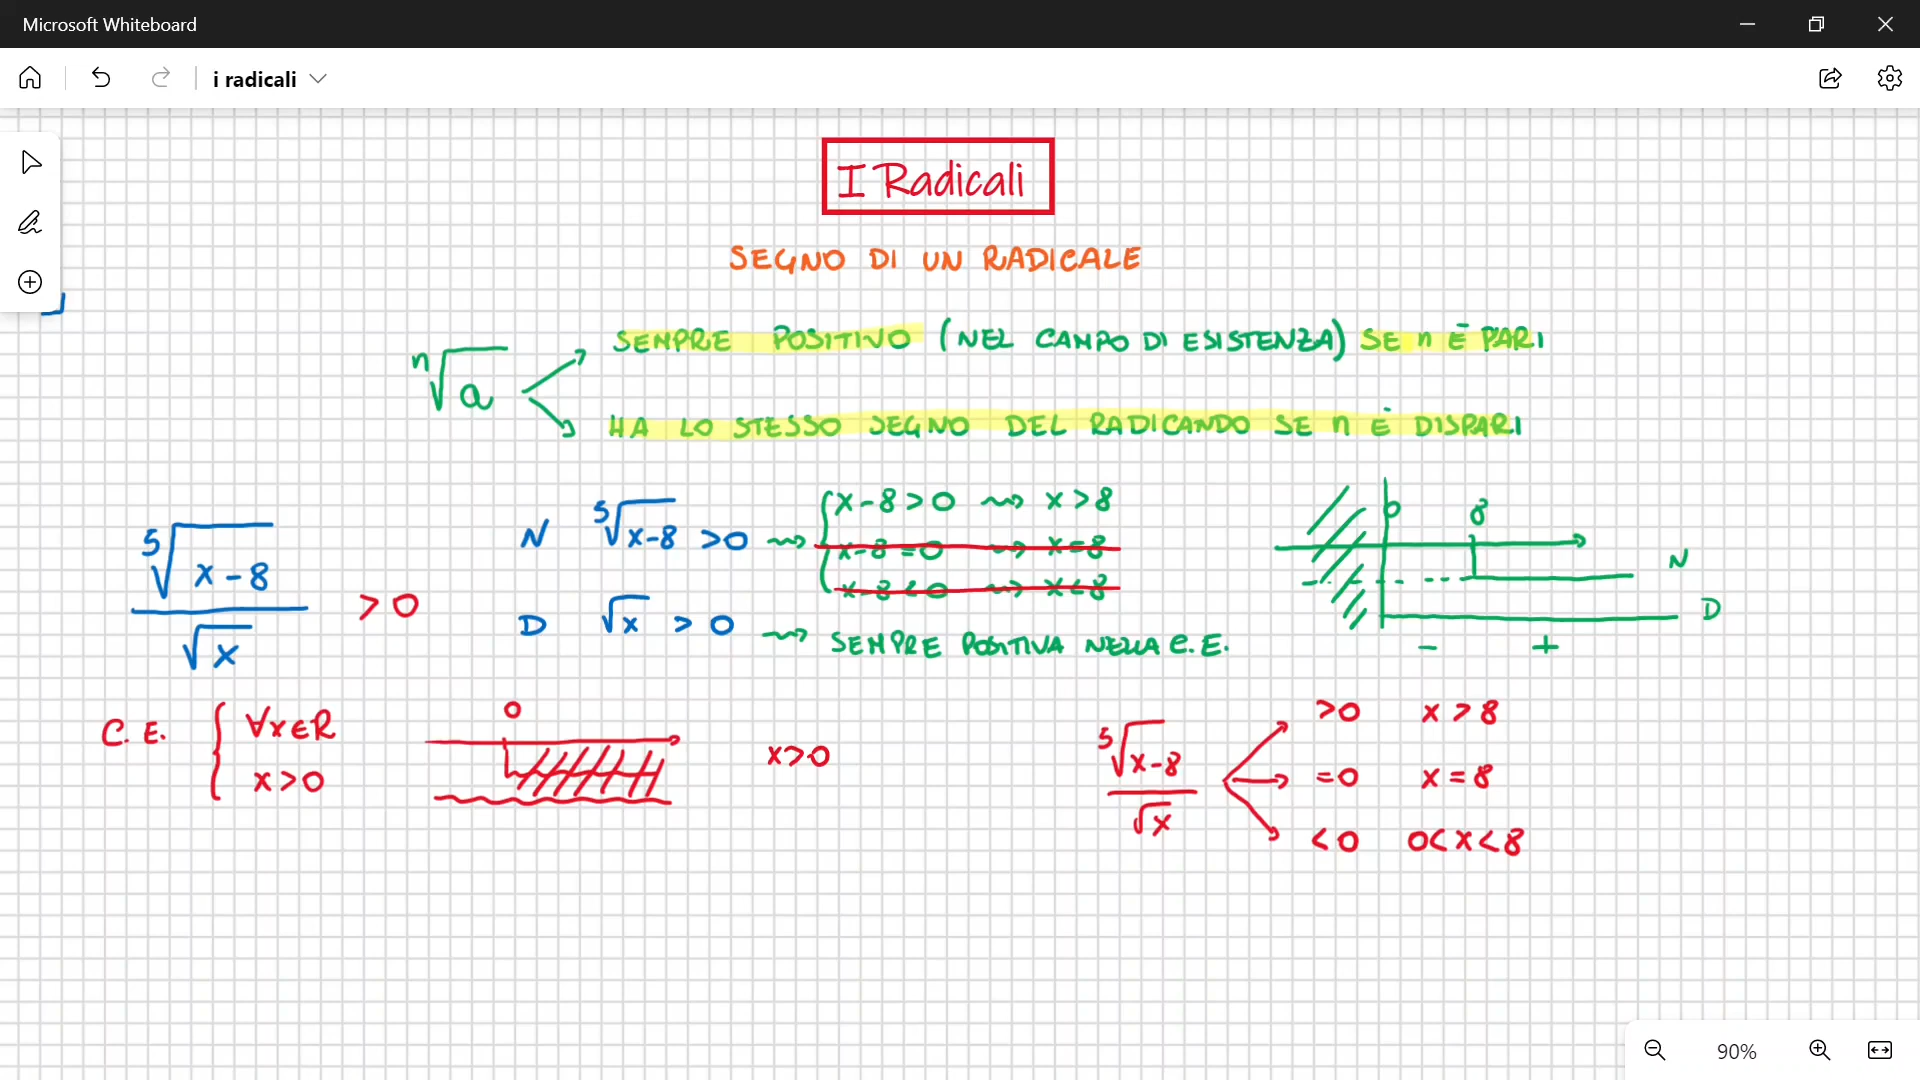 Microsoft Whiteboard
i radicali
I Radicali
SEGNO DI UN RADICALE
ⁿ√a
SEMPRE POSITIVO (NEL CAMPO DI ESISTENZA) SE n È PARI
HA LO STESSO SEGNO DEL RADICANDO SE n È DISPARI
⁵√(x-8) / √x > 0
N ⁵√(x-8) > 0 ⇝
x-8 > 0 ⇝ x > 8
x-8 = 0 ⇝ x = 8
x-8 < 0 ⇝ x < 8
D √x > 0 ⇝ SEMPRE POSITIVA NELLA C.E.
0 8
N
D
- +
C.E. { ∀x∈R
x > 0
0
x > 0
⁵√(x-8) / √x
>0 x > 8
=0 x = 8
<0 0 < x < 8
90%